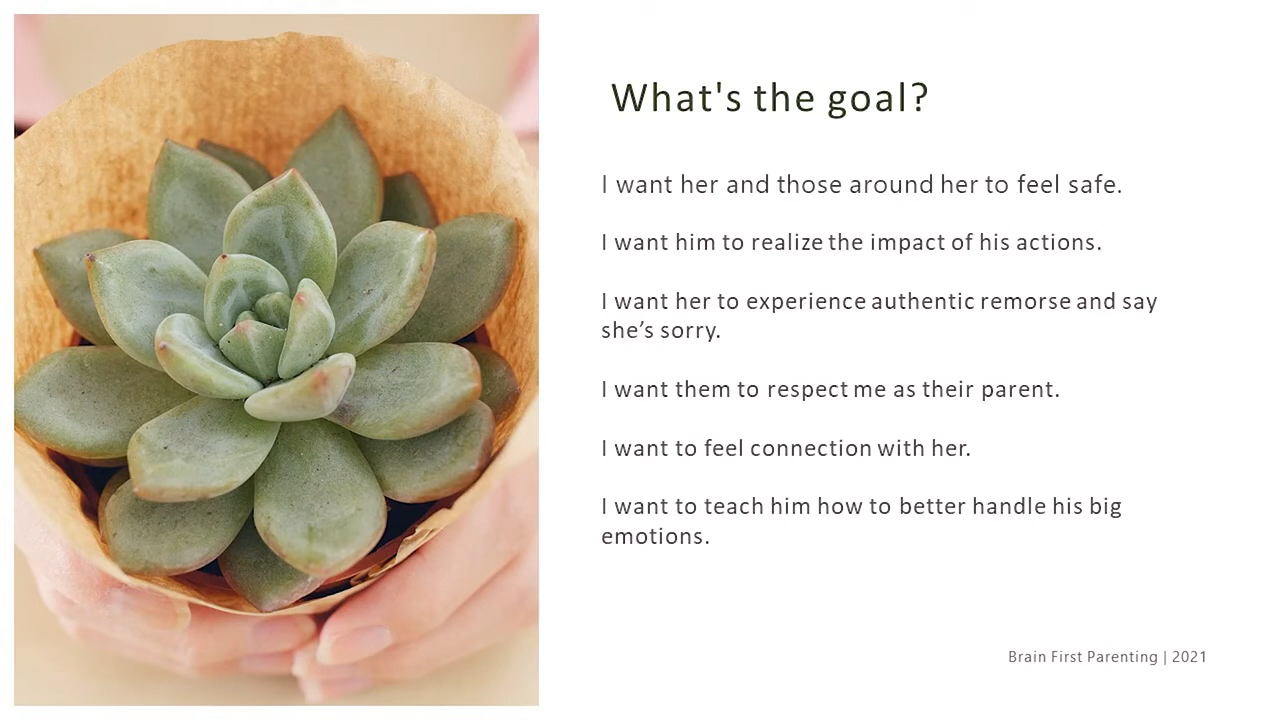 What's the goal?
I want her and those around her to feel safe.
I want him to realize the impact of his actions.
I want her to experience authentic remorse and say
she’s sorry.
I want them to respect me as their parent.
I want to feel connection with her.
I want to teach him how to better handle his big
emotions.
Brain First Parenting | 2021